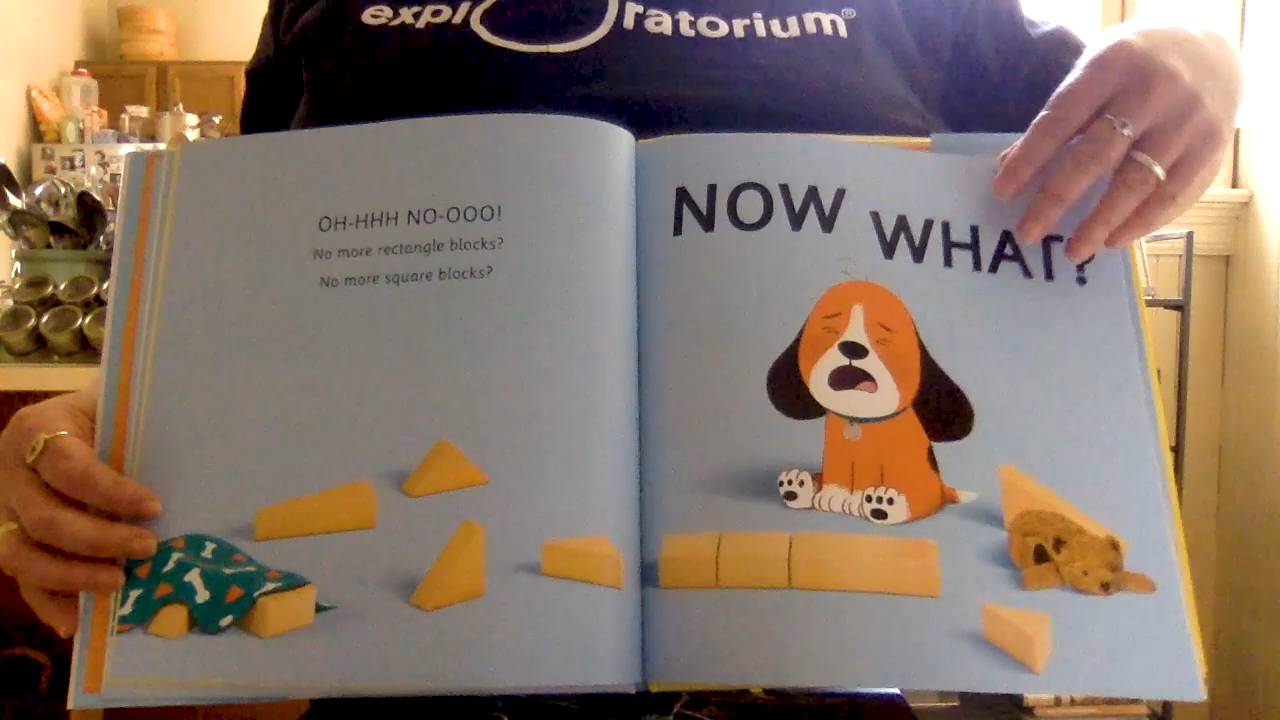 explOratorium®
OH-HHH NO-OOO!
No more rectangle blocks?
No more square blocks?
NOW WHAT?